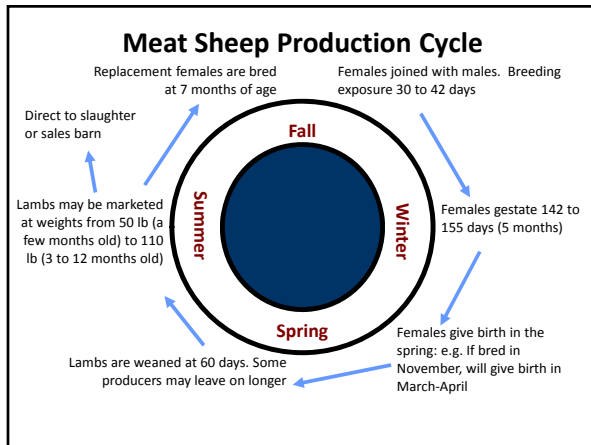 Meat Sheep Production Cycle
Replacement females are bred
at 7 months of age
Females joined with males.  Breeding
exposure 30 to 42 days
Direct to slaughter
or sales barn
Fall
Lambs may be marketed
at weights from 50 lb (a
few months old) to 110
lb (3 to 12 months old)
Summer
Winter
Females gestate 142 to
155 days (5 months)
Spring
Females give birth in the
spring: e.g. If bred in
November, will give birth in
March-April
Lambs are weaned at 60 days. Some
producers may leave on longer